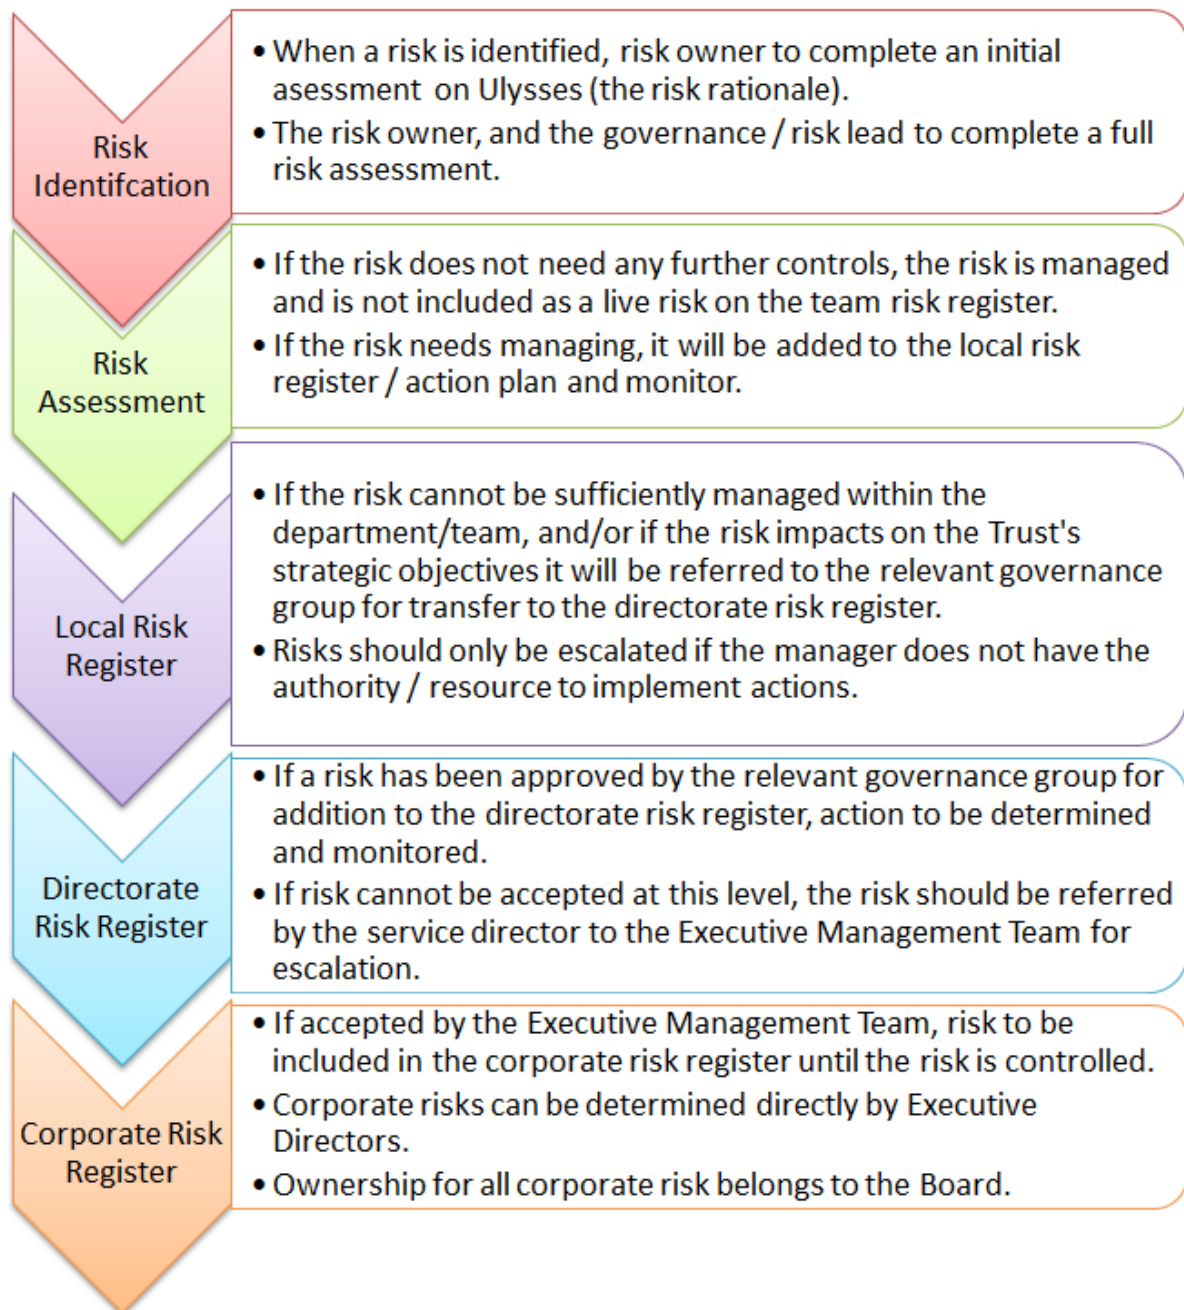 Risk
Identifcation
• When a risk is identified, risk owner to complete an initial
asessment on Ulysses (the risk rationale).
• The risk owner, and the governance / risk lead to complete a full
risk assessment.
Risk
Assessment
• If the risk does not need any further controls, the risk is managed
and is not included as a live risk on the team risk register.
• If the risk needs managing, it will be added to the local risk
register / action plan and monitor.
Local Risk
Register
• If the risk cannot be sufficiently managed within the
department/team, and/or if the risk impacts on the Trust's
strategic objectives it will be referred to the relevant governance
group for transfer to the directorate risk register.
• Risks should only be escalated if the manager does not have the
authority / resource to implement actions.
Directorate
Risk Register
• If a risk has been approved by the relevant governance group for
addition to the directorate risk register, action to be determined
and monitored.
• If risk cannot be accepted at this level, the risk should be referred
by the service director to the Executive Management Team for
escalation.
Corporate Risk
Register
• If accepted by the Executive Management Team, risk to be
included in the corporate risk register until the risk is controlled.
• Corporate risks can be determined directly by Executive
Directors.
• Ownership for all corporate risk belongs to the Board.